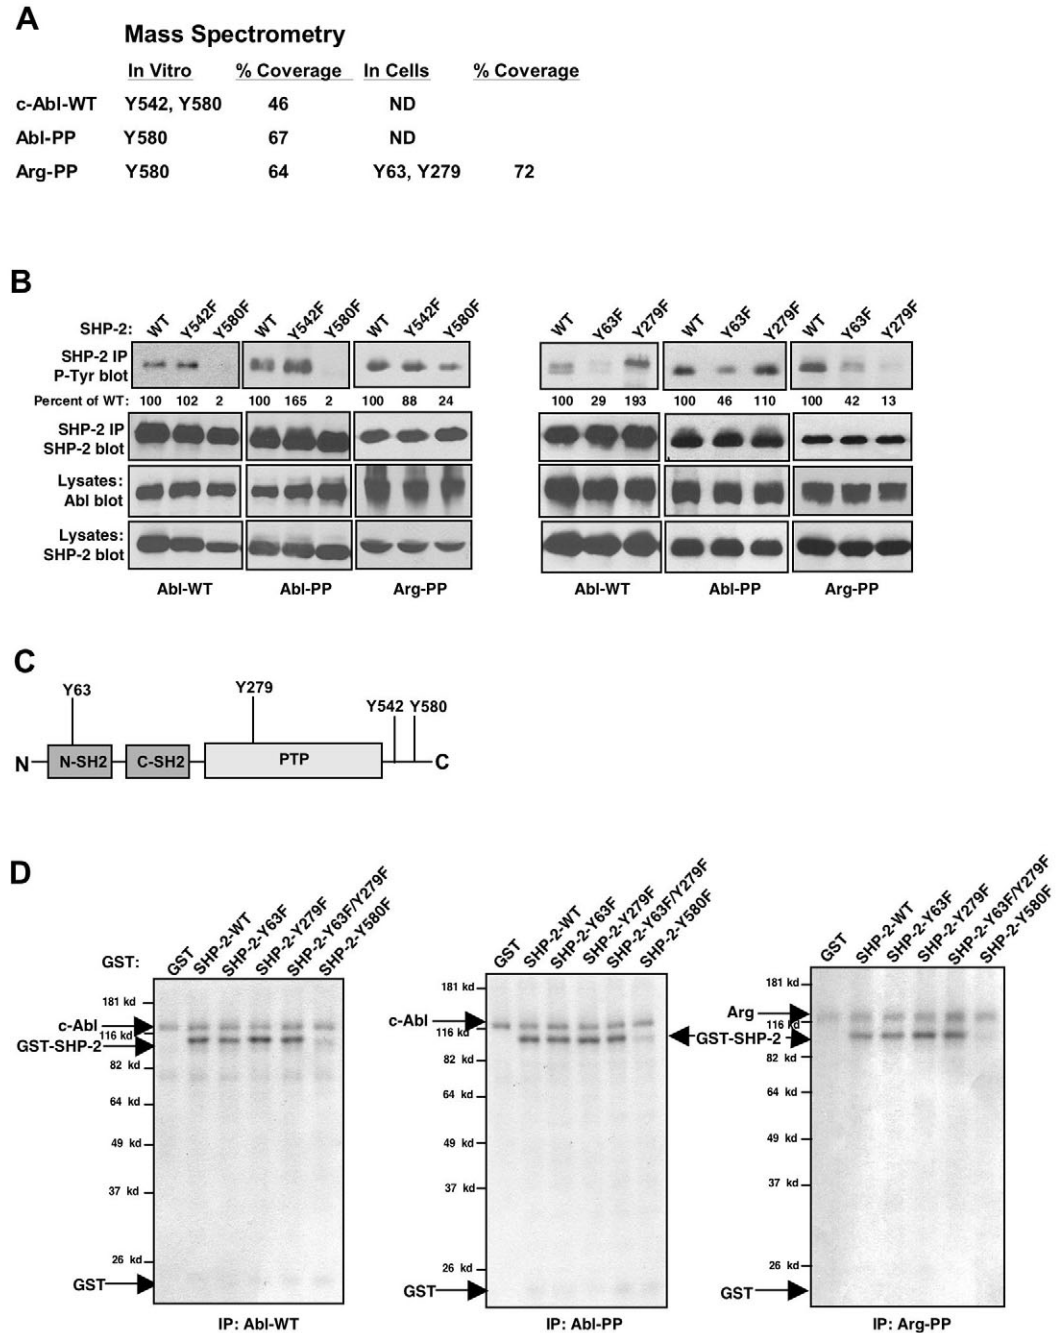 A
Mass Spectrometry
In Vitro % Coverage In Cells % Coverage
c-Abl-WT Y542, Y580 46 ND
Abl-PP Y580 67 ND
Arg-PP Y580 64 Y63, Y279 72
B
SHP-2: WT Y542F Y580F WT Y542F Y580F WT Y542F Y580F WT Y63F Y279F WT Y63F Y279F WT Y63F Y279F
SHP-2 IP
P-Tyr blot
Percent of WT: 100 102 2 100 165 2 100 88 24 100 29 193 100 46 110 100 42 13
SHP-2 IP
SHP-2 blot
Lysates:
Abl blot
Lysates:
SHP-2 blot
Abl-WT Abl-PP Arg-PP Abl-WT Abl-PP Arg-PP
C
Y63
Y279
Y542 Y580
N N-SH2 C-SH2 PTP C
D
GST: GST SHP-2-WT SHP-2-Y63F SHP-2-Y279F SHP-2-Y63F/Y279F SHP-2-Y580F
181 kd
c-Abl
116 kd
GST-SHP-2
82 kd
64 kd
49 kd
37 kd
26 kd
GST
IP: Abl-WT
GST SHP-2-WT SHP-2-Y63F SHP-2-Y279F SHP-2-Y63F/Y279F SHP-2-Y580F
181 kd
c-Abl
116 kd
GST-SHP-2
82 kd
64 kd
49 kd
37 kd
26 kd
GST
IP: Abl-PP
GST SHP-2-WT SHP-2-Y63F SHP-2-Y279F SHP-2-Y63F/Y279F SHP-2-Y580F
181 kd
Arg
116 kd
82 kd
64 kd
49 kd
37 kd
26 kd
GST
IP: Arg-PP